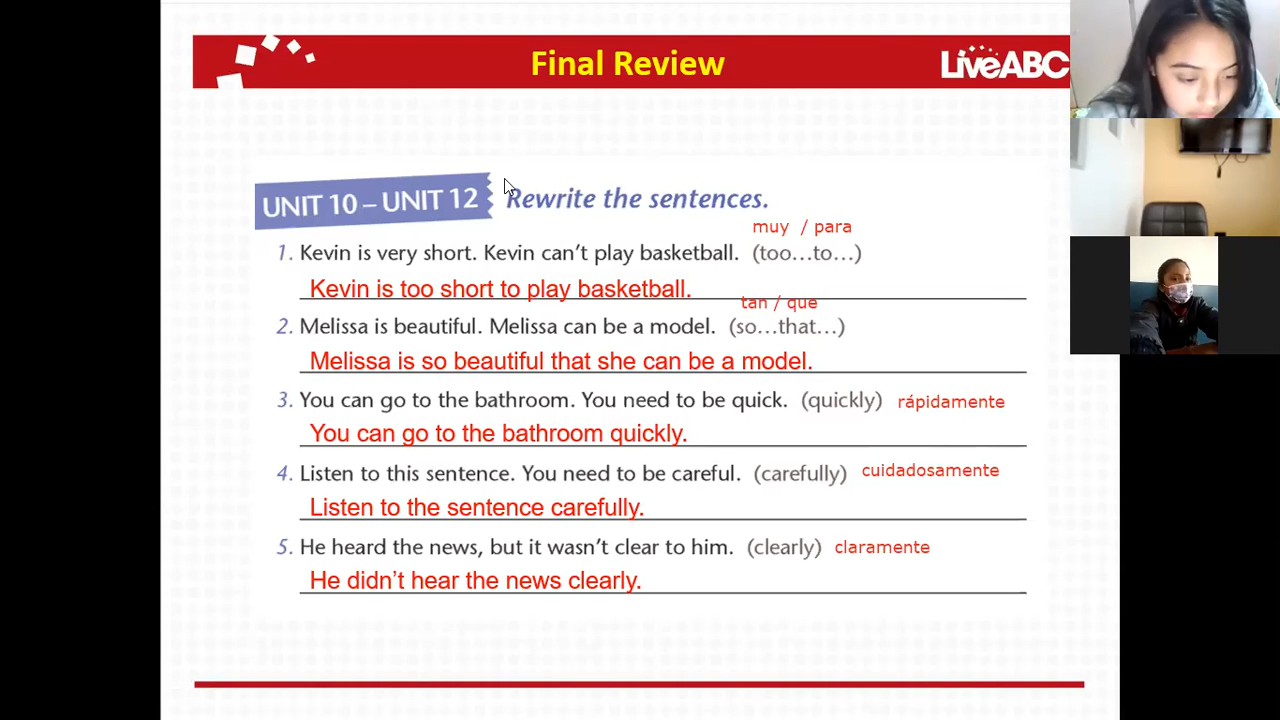 Final Review
LiveABC
UNIT 10 – UNIT 12 Rewrite the sentences.
muy / para
1. Kevin is very short. Kevin can't play basketball. (too...to...)
Kevin is too short to play basketball.
tan / que
2. Melissa is beautiful. Melissa can be a model. (so...that...)
Melissa is so beautiful that she can be a model.
3. You can go to the bathroom. You need to be quick. (quickly) rápidamente
You can go to the bathroom quickly.
4. Listen to this sentence. You need to be careful. (carefully) cuidadosamente
Listen to the sentence carefully.
5. He heard the news, but it wasn't clear to him. (clearly) claramente
He didn't hear the news clearly.